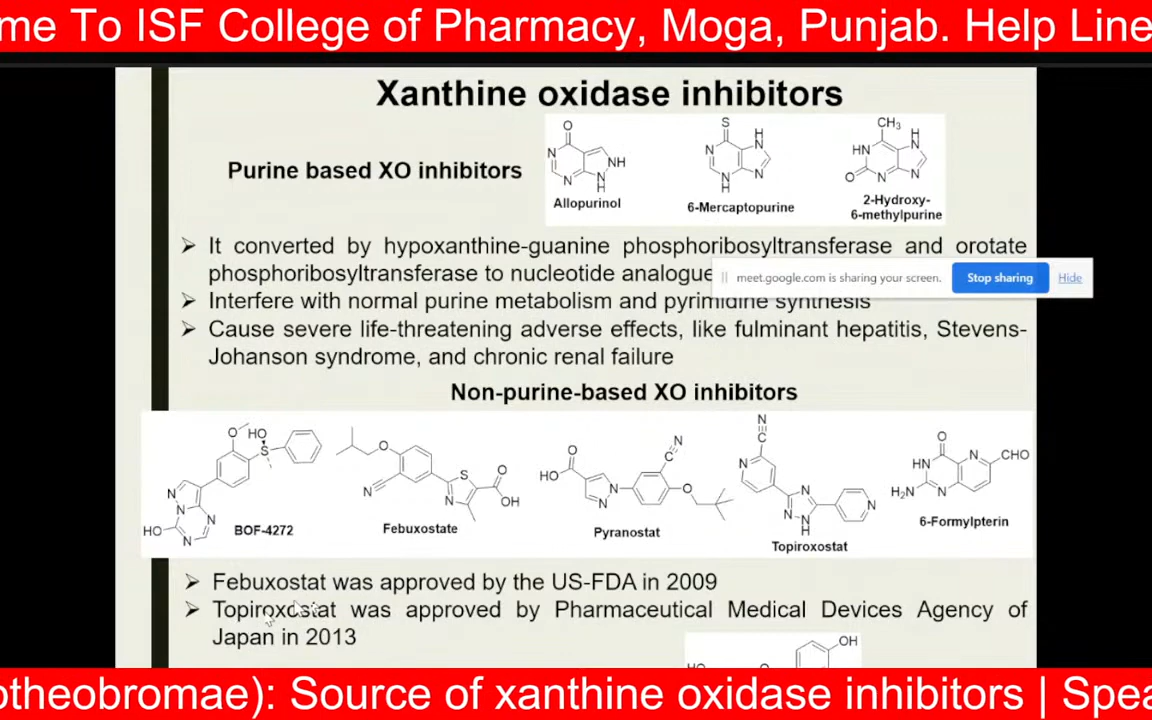 me To ISF College of Pharmacy, Moga, Punjab. Help Line
Xanthine oxidase inhibitors
Purine based XO inhibitors
Allopurinol
6-Mercaptopurine
2-Hydroxy-
6-methylpurine
It converted by hypoxanthine-guanine phosphoribosyltransferase and orotate
phosphoribosyltransferase to nucleotide analogue
meet.google.com is sharing your screen. Stop sharing Hide
Interfere with normal purine metabolism and pyrimidine synthesis
Cause severe life-threatening adverse effects, like fulminant hepatitis, Stevens-
Johanson syndrome, and chronic renal failure
Non-purine-based XO inhibitors
BOF-4272
Febuxostate
Pyranostat
Topiroxostat
6-Formylpterin
Febuxostat was approved by the US-FDA in 2009
Topiroxostat was approved by Pharmaceutical Medical Devices Agency of
Japan in 2013
otheobromae): Source of xanthine oxidase inhibitors | Spea